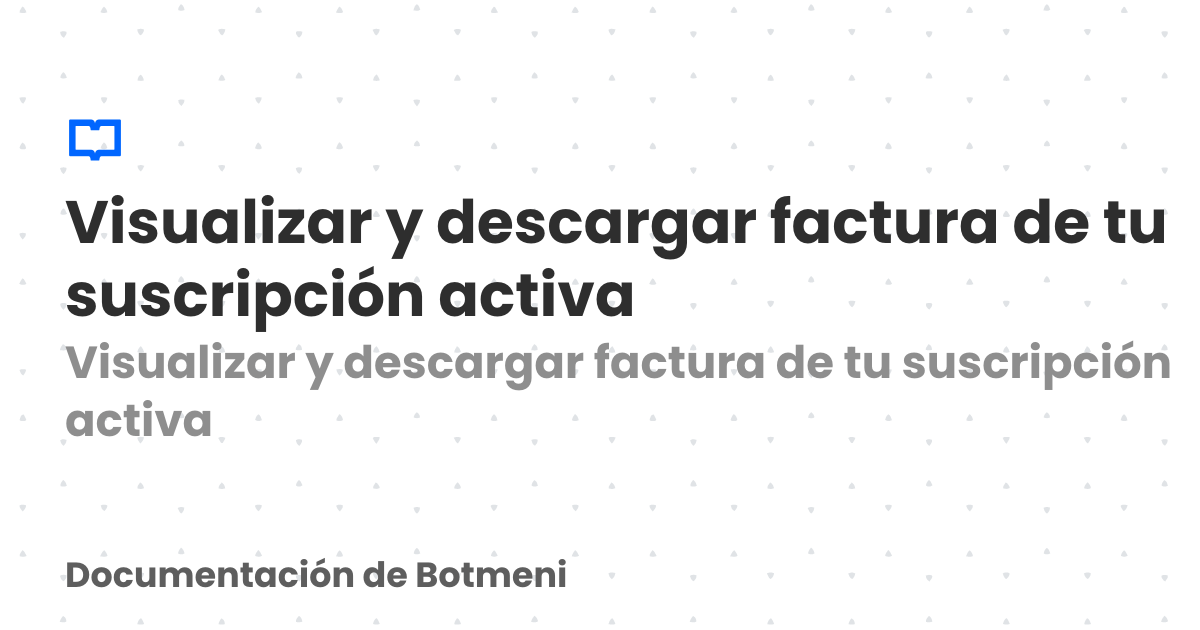 Visualizar y descargar factura de tu
suscripción activa
Visualizar y descargar factura de tu suscripción
activa
Documentación de Botmeni